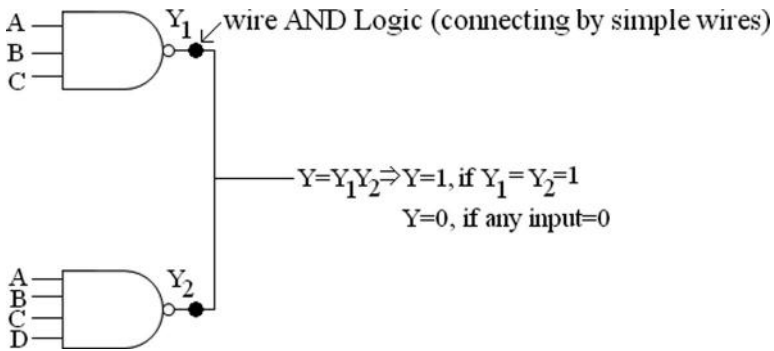 A
B
C
Y1
wire AND Logic (connecting by simple wires)
Y=Y1Y2⇒Y=1, if Y1=Y2=1
Y=0, if any input=0
A
B
C
D
Y2